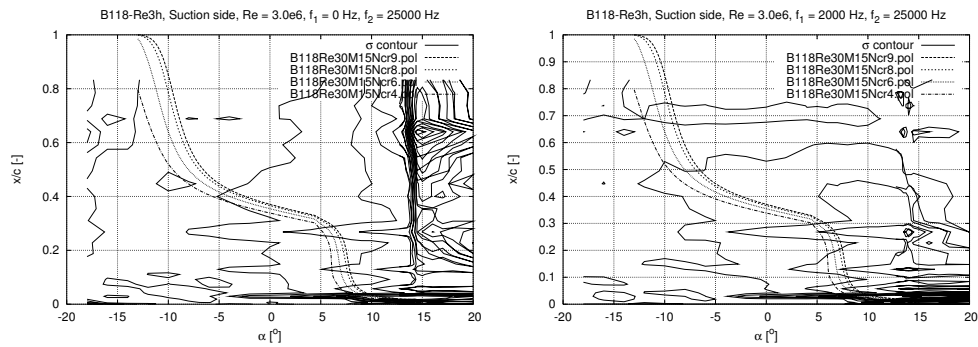 B118-Re3h, Suction side, Re = 3.0e6, f1 = 0 Hz, f2 = 25000 Hz
σ contour
B118Re30M15Ncr9.pol
B118Re30M15Ncr8.pol
B118Re30M15Ncr6.pol
B118Re30M15Ncr4.pol
1
0.8
0.6
0.4
0.2
0
x/c [-]
-20 -15 -10 -5 0 5 10 15 20
α [°]
B118-Re3h, Suction side, Re = 3.0e6, f1 = 2000 Hz, f2 = 25000 Hz
σ contour
B118Re30M15Ncr9.pol
B118Re30M15Ncr8.pol
B118Re30M15Ncr6.pol
B118Re30M15Ncr4.pol
1
0.9
0.8
0.7
0.6
0.5
0.4
0.3
0.2
0.1
0
x/c [-]
-20 -15 -10 -5 0 5 10 15 20
α [°]